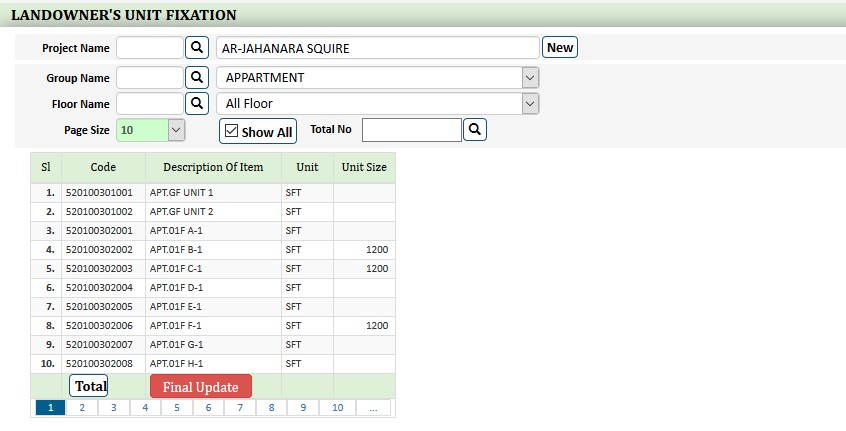 LANDOWNER'S UNIT FIXATION
Project Name AR-JAHANARA SQUIRE New
Group Name APPARTMENT
Floor Name All Floor
Page Size 10 Show All Total No
Sl Code Description Of Item Unit Unit Size
1. 520100301001 APT.GF UNIT 1 SFT
2. 520100301002 APT.GF UNIT 2 SFT
3. 520100302001 APT.01F A-1 SFT
4. 520100302002 APT.01F B-1 SFT 1200
5. 520100302003 APT.01F C-1 SFT 1200
6. 520100302004 APT.01F D-1 SFT
7. 520100302005 APT.01F E-1 SFT
8. 520100302006 APT.01F F-1 SFT 1200
9. 520100302007 APT.01F G-1 SFT
10. 520100302008 APT.01F H-1 SFT
Total Final Update
1 2 3 4 5 6 7 8 9 10 ...